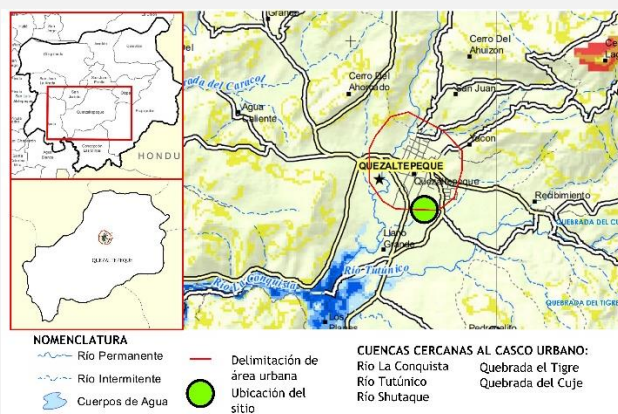 HONDU
QUEZALTEPEQUE
Cerro Del
Ahuizon
Cerro Del
Ahorcado
San Juan
Agua
Caliente
Yacon
QUEZALTEPEQUE
Quezaltepeque
Recibimiento
Llano
Grande
QUEBRADA DEL CU
Río La Conquista
Río Tutúnico
QUEBRADA DEL TIGRE
Los
NOMENCLATURA
Río Permanente
Río Intermitente
Cuerpos de Agua
Delimitación de
área urbana
Ubicación del
sitio
CUENCAS CERCANAS AL CASCO URBANO:
Río La Conquista
Río Tutúnico
Río Shutaque
Quebrada el Tigre
Quebrada del Cuje